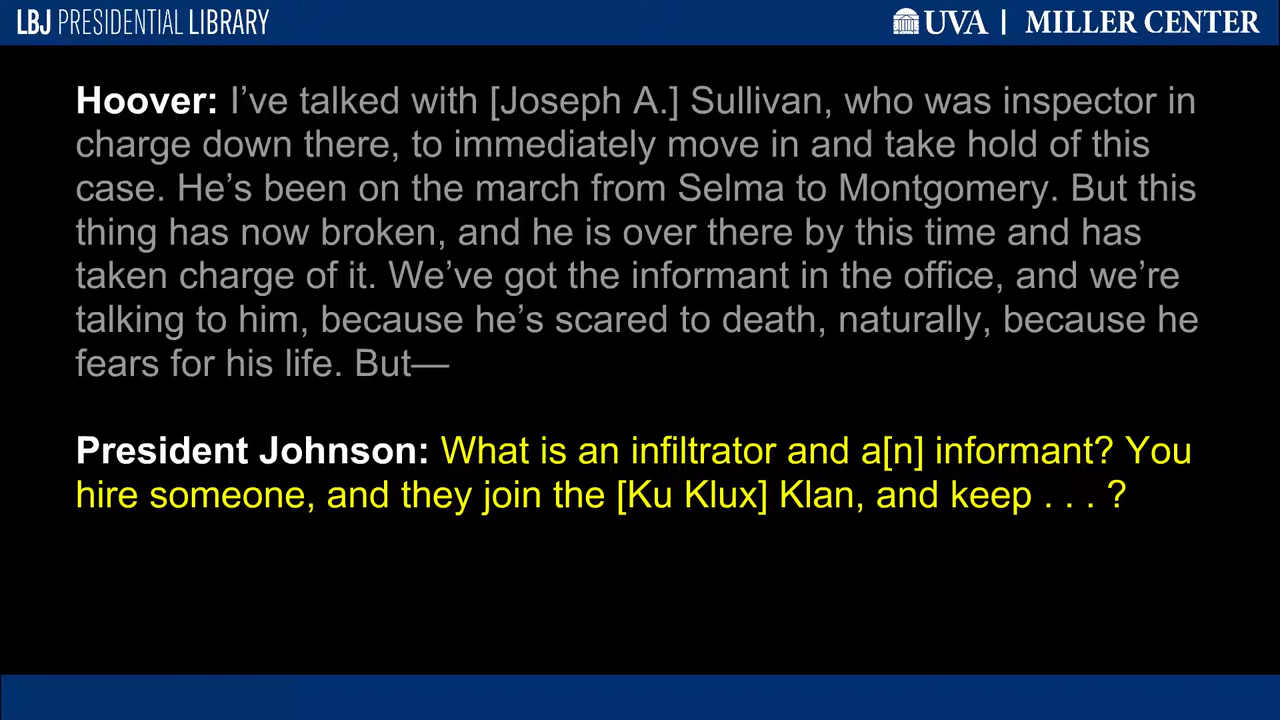 LBJ PRESIDENTIAL LIBRARY
UVA | MILLER CENTER
Hoover: I’ve talked with [Joseph A.] Sullivan, who was inspector in
charge down there, to immediately move in and take hold of this
case. He’s been on the march from Selma to Montgomery. But this
thing has now broken, and he is over there by this time and has
taken charge of it. We’ve got the informant in the office, and we’re
talking to him, because he’s scared to death, naturally, because he
fears for his life. But—
President Johnson: What is an infiltrator and a[n] informant? You
hire someone, and they join the [Ku Klux] Klan, and keep . . . ?